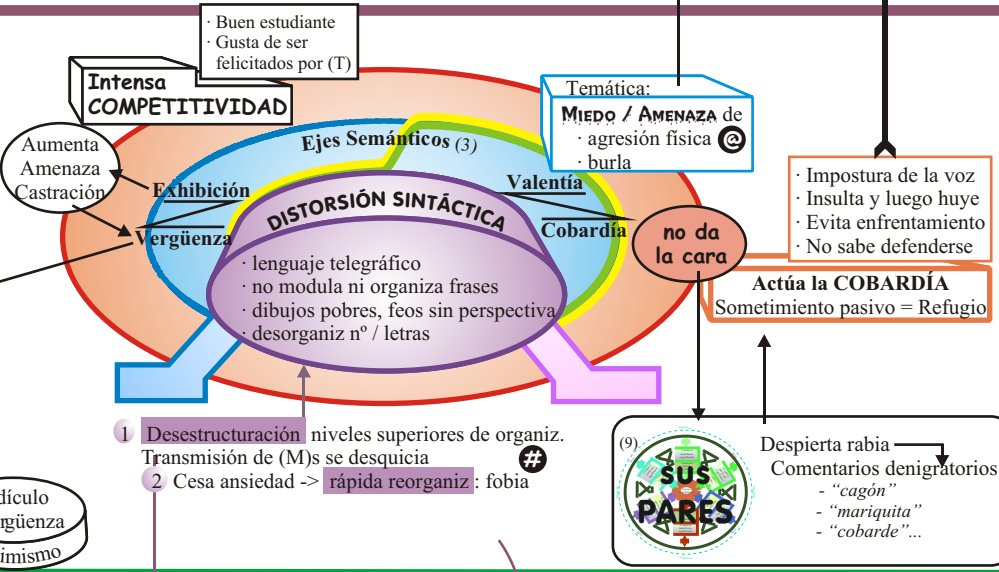 · Buen estudiante
· Gusta de ser
felicitados por (T)
Intensa
COMPETITIVIDAD
Temática:
MIEDO / AMENAZA de
· agresión física @
· burla
Aumenta
Amenaza
Castración
Ejes Semánticos (3)
Exhibición
Vergüenza
Valentía
Cobardía
DISTORSIÓN SINTÁCTICA
· lenguaje telegráfico
· no modula ni organiza frases
· dibujos pobres, feos sin perspectiva
· desorganiz nº / letras
no da
la cara
· Impostura de la voz
· Insulta y luego huye
· Evita enfrentamiento
· No sabe defenderse
Actúa la COBARDÍA
Sometimiento pasivo = Refugio
1 Desestructuración niveles superiores de organiz.
Transmisión de (M)s se desquicia #
2 Cesa ansiedad -> rápida reorganiz : fobia
(9)
SUS
PARES
Despierta rabia
Comentarios denigratorios
- “cagón”
- “mariquita”
- “cobarde”...
dículo
rgüenza
imismo